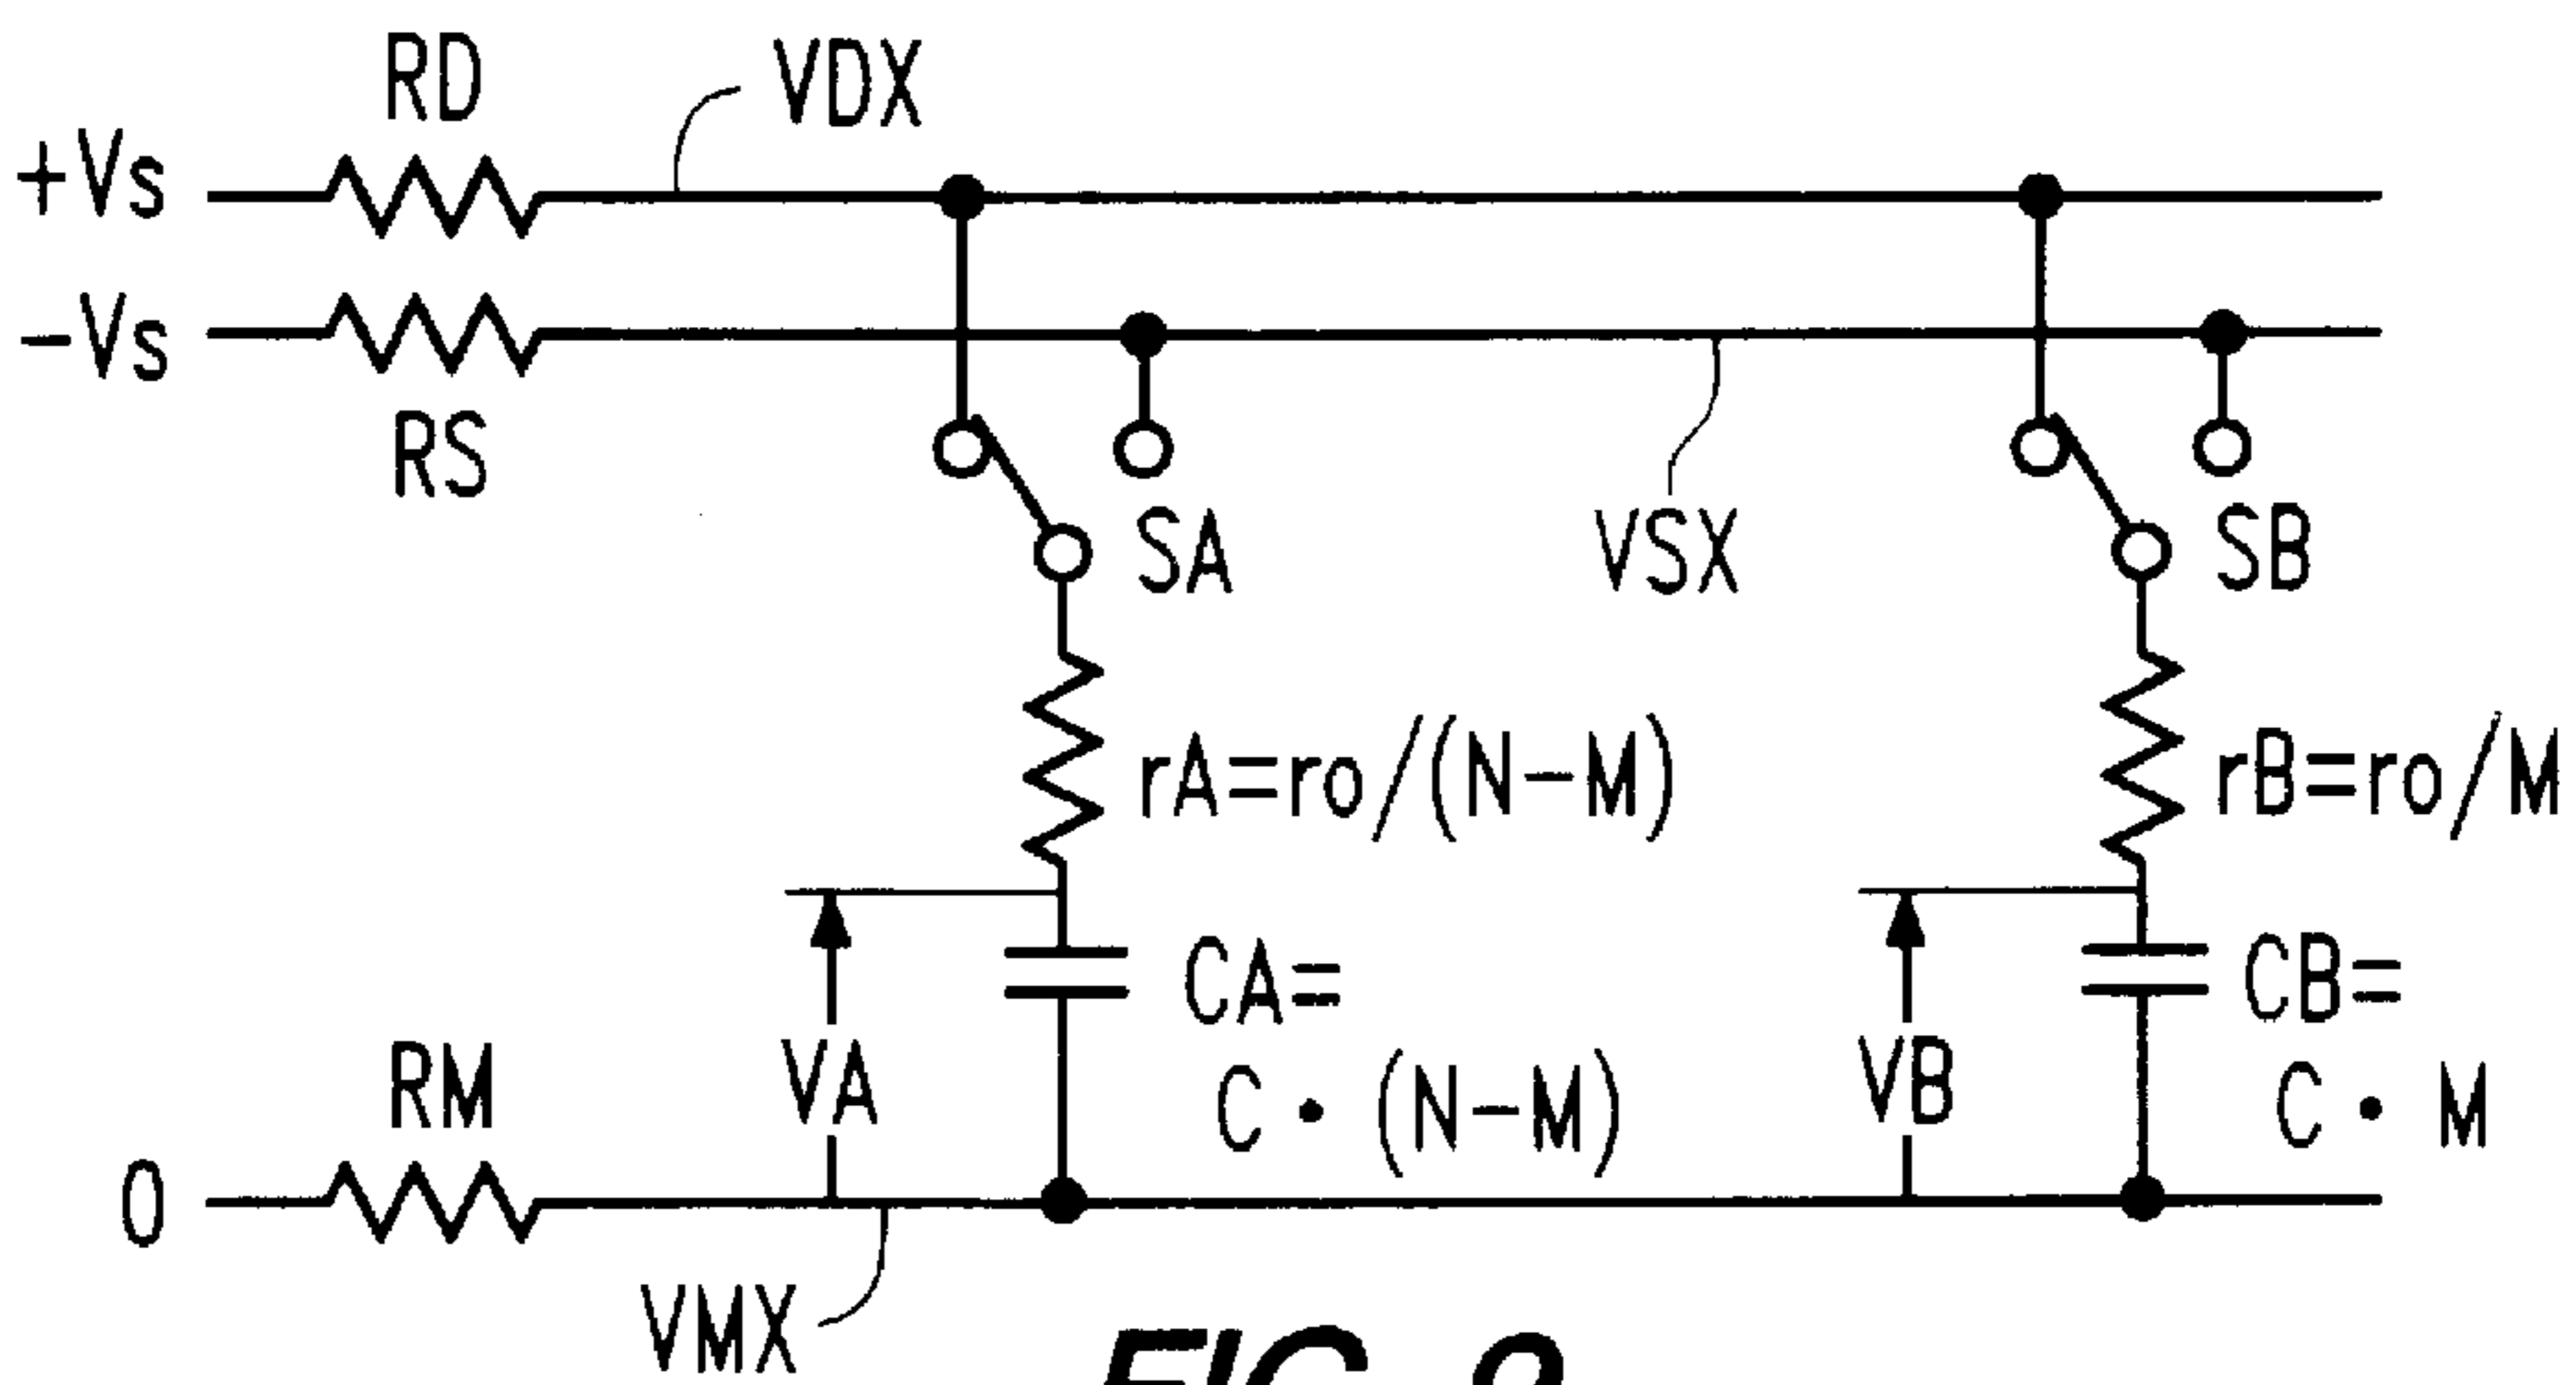 RD
VDX
+Vs
-Vs
RS
SA
VSX
SB
rA=ro/(N-M)
rB=ro/M
CA=
C • (N-M)
CB=
C • M
VA
VB
RM
0
VMX